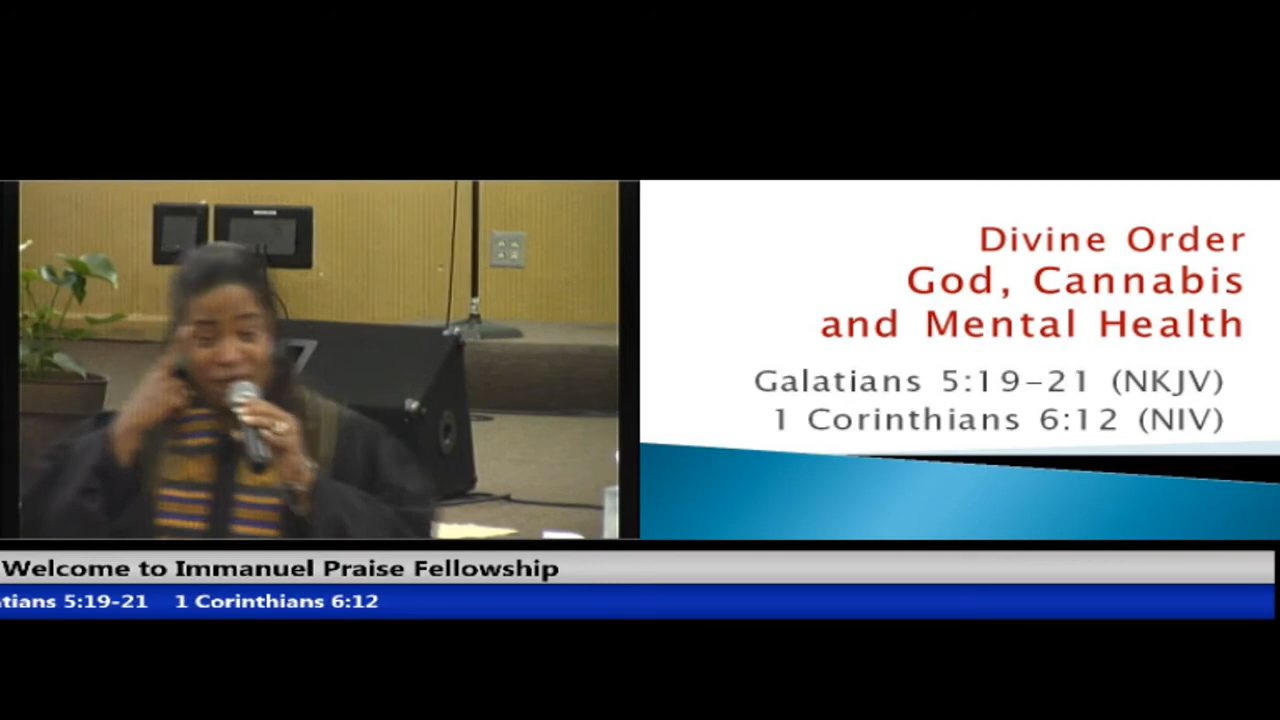 Divine Order
God, Cannabis
and Mental Health
Galatians 5:19–21 (NKJV)
1 Corinthians 6:12 (NIV)
Welcome to Immanuel Praise Fellowship
tians 5:19-21 1 Corinthians 6:12